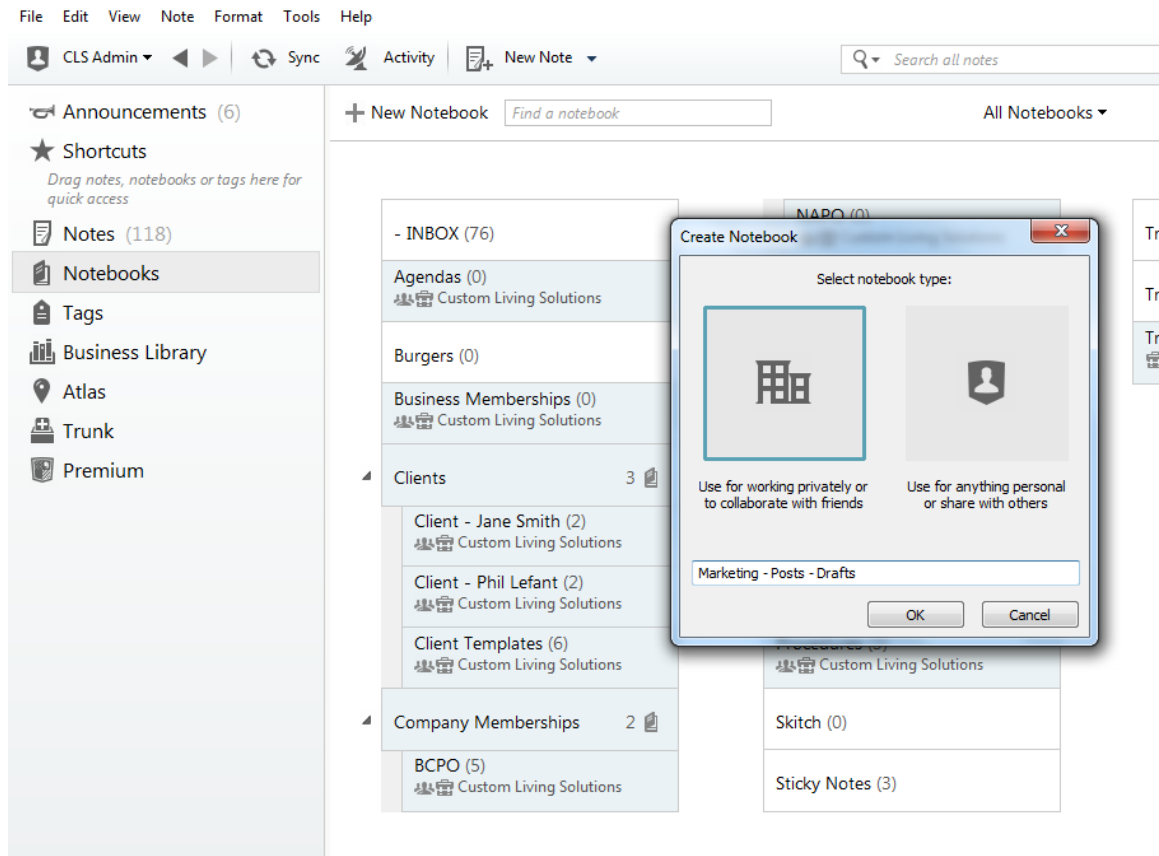 File Edit View Note Format Tools Help
CLS Admin Sync Activity New Note Search all notes
Announcements (6)
Shortcuts
Drag notes, notebooks or tags here for
quick access
Notes (118)
Notebooks
Tags
Business Library
Atlas
Trunk
Premium
New Notebook Find a notebook All Notebooks
- INBOX (76)
Agendas (0)
Custom Living Solutions
Burgers (0)
Business Memberships (0)
Custom Living Solutions
Clients 3
Client - Jane Smith (2)
Custom Living Solutions
Client - Phil Lefant (2)
Custom Living Solutions
Client Templates (6)
Custom Living Solutions
Company Memberships 2
BCPO (5)
Custom Living Solutions
NAPO (0)
Create Notebook
Select notebook type:
Use for working privately or
to collaborate with friends
Use for anything personal
or share with others
Marketing - Posts - Drafts
OK Cancel
Custom Living Solutions
Skitch (0)
Sticky Notes (3)
Tr
Tr
Tr